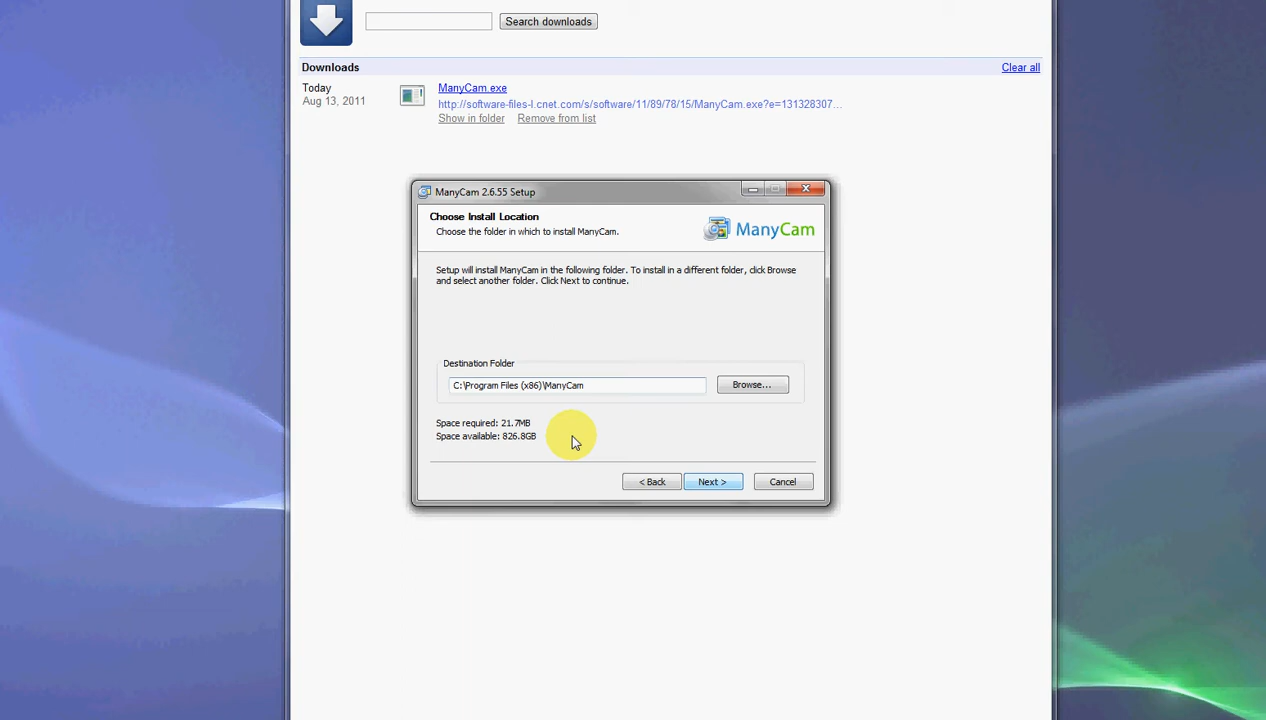 Search downloads
Downloads
Clear all
Today
Aug 13, 2011
ManyCam.exe
http://software-files-l.cnet.com/s/software/11/89/78/15/ManyCam.exe?e=131328307...
Show in folder
Remove from list
ManyCam 2.6.55 Setup
Choose Install Location
Choose the folder in which to install ManyCam.
ManyCam
Setup will install ManyCam in the following folder. To install in a different folder, click Browse
and select another folder. Click Next to continue.
Destination Folder
C:\Program Files (x86)\ManyCam
Browse...
Space required: 21.7MB
Space available: 826.8GB
< Back
Next >
Cancel